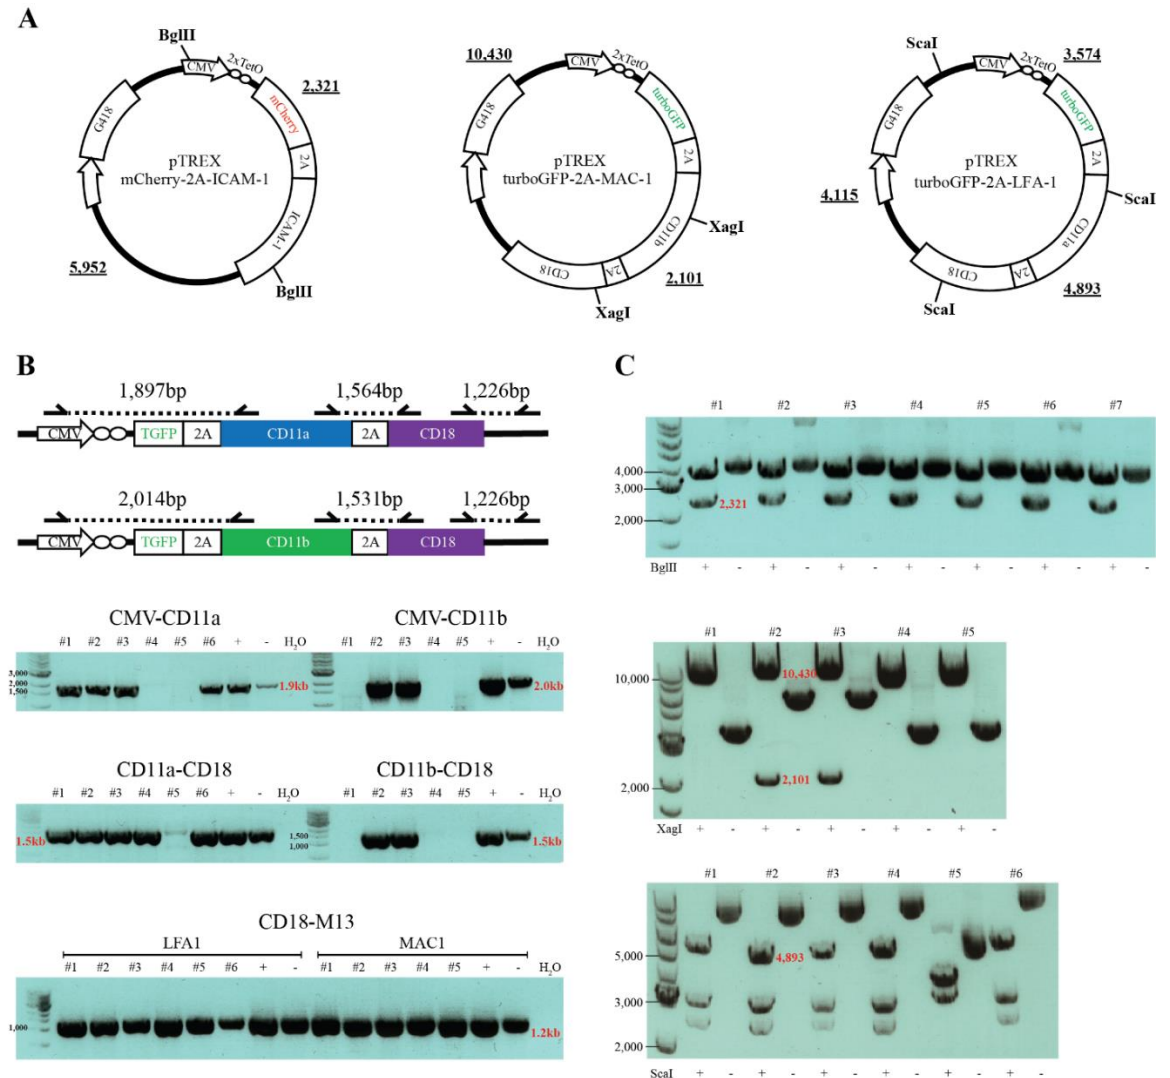 A
BglII
CMV
2xTetO
2,321
mCherry
2A
ICAM-1
BglII
5,952
G418
pTREX
mCherry-2A-ICAM-1
10,430
CMV
2xTetO
turboGFP
2A
XagI
CD11b
2,101
2A
XagI
CD18
G418
pTREX
turboGFP-2A-MAC-1
ScaI
CMV
2xTetO
3,574
turboGFP
2A
ScaI
CD11a
4,893
2A
CD18
ScaI
4,115
G418
pTREX
turboGFP-2A-LFA-1
B
1,897bp 1,564bp 1,226bp
CMV TGFP 2A CD11a 2A CD18
2,014bp 1,531bp 1,226bp
CMV TGFP 2A CD11b 2A CD18
CMV-CD11a CMV-CD11b
#1 #2 #3 #4 #5 #6 + - H2O #1 #2 #3 #4 #5 + - H2O
3,000
2,000
1,500
1.9kb 2.0kb
CD11a-CD18 CD11b-CD18
#1 #2 #3 #4 #5 #6 + - H2O #1 #2 #3 #4 #5 + - H2O
1.5kb 1,500
1,000
1.5kb
CD18-M13
LFA1 MAC1
#1 #2 #3 #4 #5 #6 + - #1 #2 #3 #4 #5 + - H2O
1,000 1.2kb
C
#1 #2 #3 #4 #5 #6 #7
4,000
3,000
2,321
2,000
BglII + - + - + - + - + - + - + -
#1 #2 #3 #4 #5
10,000 10,430
2,101
2,000
XagI + - + - + - + - + -
#1 #2 #3 #4 #5 #6
5,000 4,893
3,000
2,000
ScaI + - + - + - + - + - + -